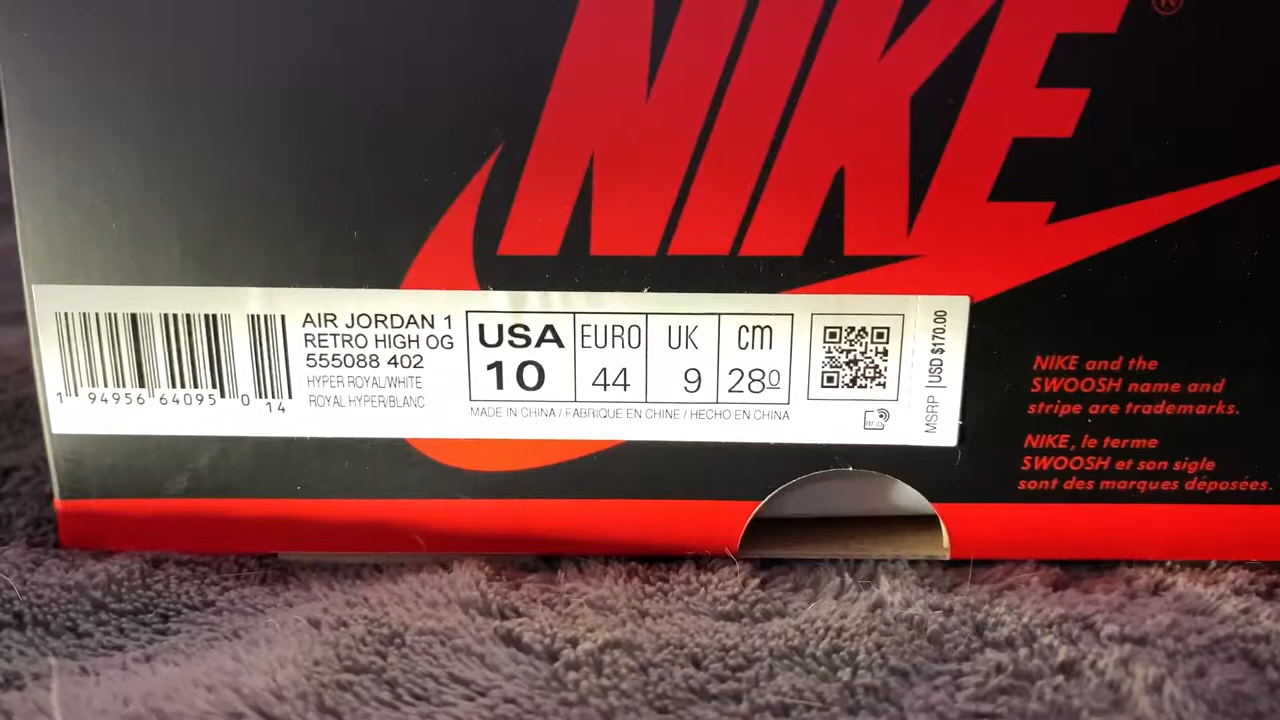 NIKE®
1 94956 64095 0 14
AIR JORDAN 1
RETRO HIGH OG
555088 402
HYPER ROYAL/WHITE
ROYAL HYPER/BLANC
USA EURO UK cm
10 44 9 280
MADE IN CHINA / FABRIQUE EN CHINE / HECHO EN CHINA
RFID
MSRP USD $170.00
NIKE and the
SWOOSH name and
stripe are trademarks.
NIKE, le terme
SWOOSH et son sigle
sont des marques déposées.